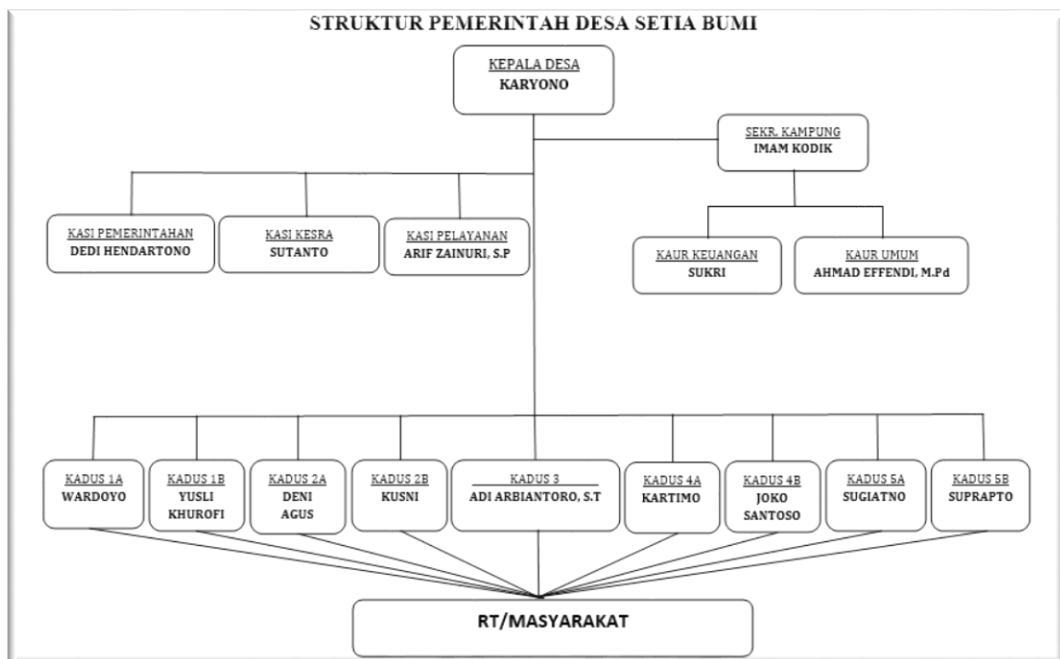 STRUKTUR PEMERINTAH DESA SETIA BUMI
KEPALA DESA
KARYONO
SEKR. KAMPUNG
IMAM KODIK
KASI PEMERINTAHAN
DEDI HENDARTONO
KASI KESRA
SUTANTO
KASI PELAYANAN
ARIF ZAINURI, S.P
KAUR KEUANGAN
SUKRI
KAUR UMUM
AHMAD EFFENDI, M.Pd
KADUS 1A
WARDOYO
KADUS 1B
YUSLI
KHUROFI
KADUS 2A
DENI
AGUS
KADUS 2B
KUSNI
KADUS 3
ADI ARBIANTORO, S.T
KADUS 4A
KARTIMO
KADUS 4B
JOKO
SANTOSO
KADUS 5A
SUGIATNO
KADUS 5B
SUPRAPTO
RT/MASYARAKAT